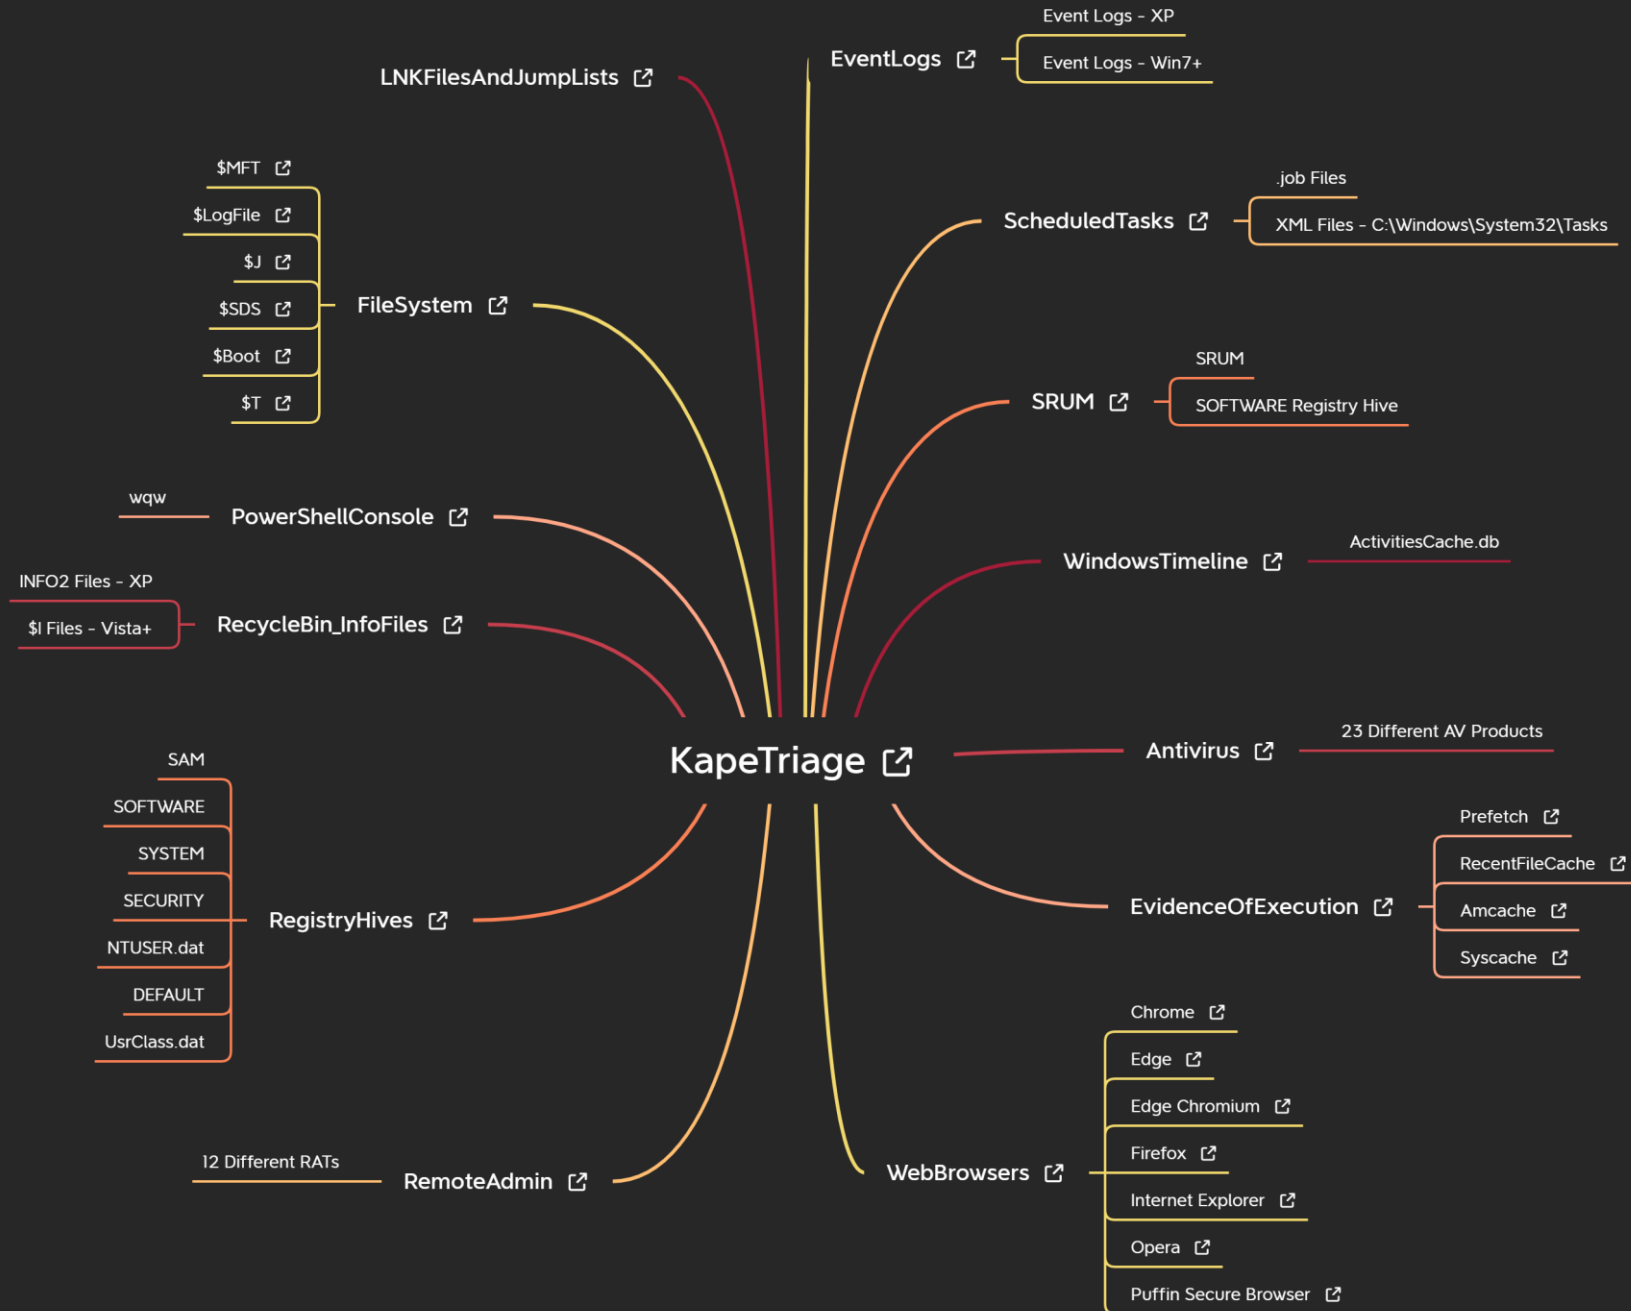 KapeTriage
EventLogs
Event Logs - XP
Event Logs - Win7+
ScheduledTasks
.job Files
XML Files - C:\Windows\System32\Tasks
SRUM
SRUM
SOFTWARE Registry Hive
WindowsTimeline
ActivitiesCache.db
Antivirus
23 Different AV Products
EvidenceOfExecution
Prefetch
RecentFileCache
Amcache
Syscache
WebBrowsers
Chrome
Edge
Edge Chromium
Firefox
Internet Explorer
Opera
Puffin Secure Browser
LNKFilesAndJumpLists
FileSystem
$MFT
$LogFile
$J
$SDS
$Boot
$T
PowerShellConsole
wqw
RecycleBin_InfoFiles
INFO2 Files - XP
$I Files - Vista+
RegistryHives
SAM
SOFTWARE
SYSTEM
SECURITY
NTUSER.dat
DEFAULT
UsrClass.dat
RemoteAdmin
12 Different RATs